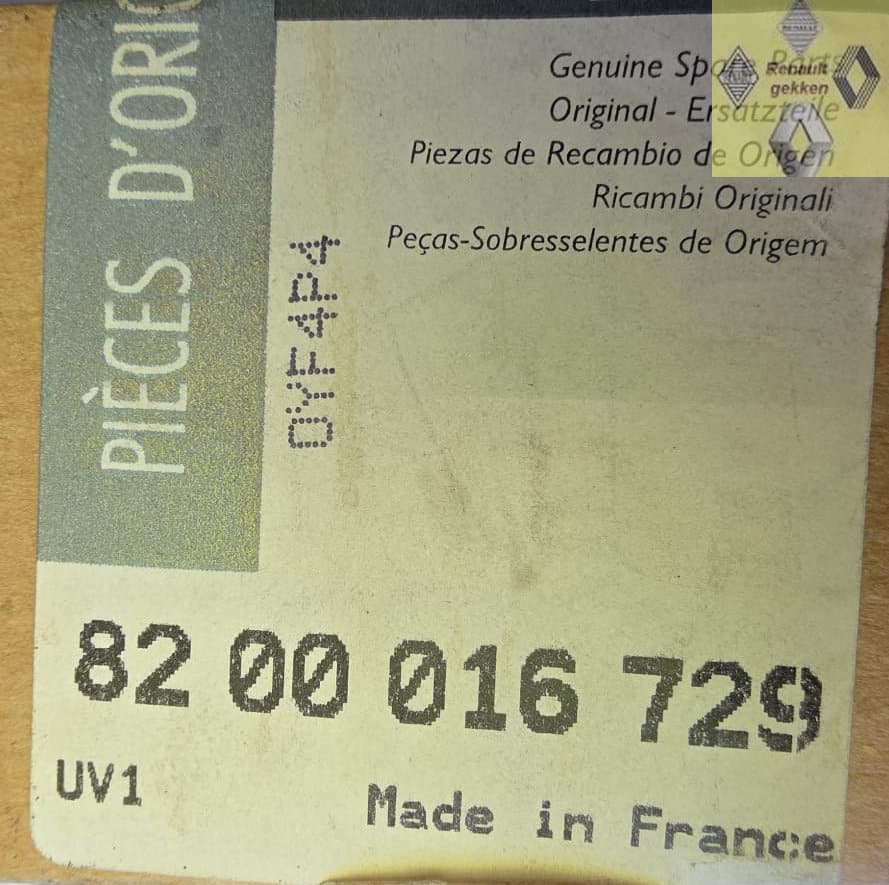 PIÈCES D'ORIG
Genuine Spare Parts
Original - Ersatzteile
Piezas de Recambio de Origen
Ricambi Originali
Peças-Sobresselentes de Origem
Renault
gekken
0YF4P4
82 00 016 729
UV1
Made in France